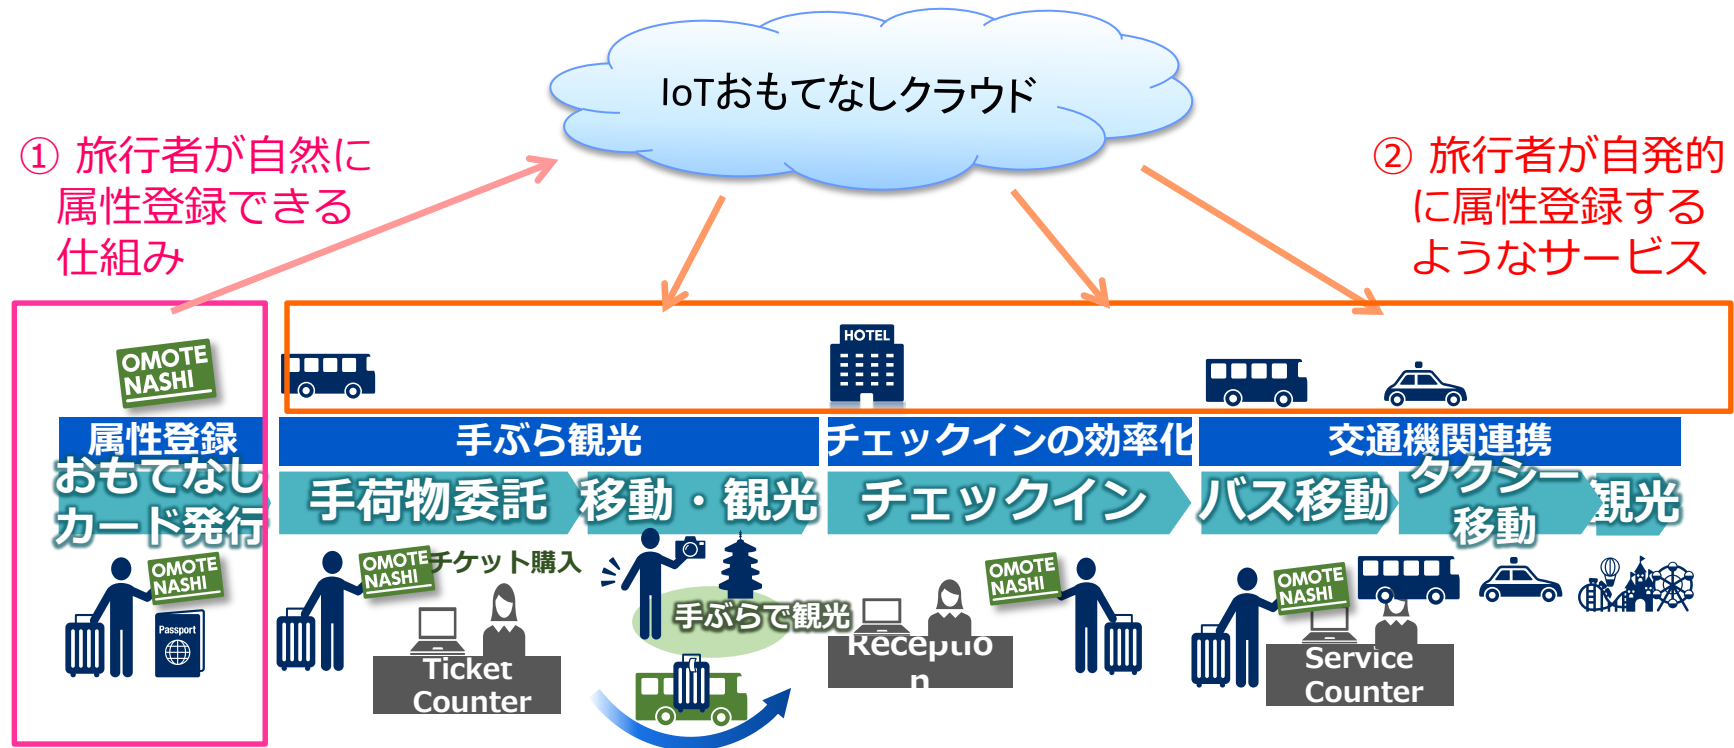 IoTおもてなしクラウド
① 旅行者が自然に
属性登録できる
仕組み
② 旅行者が自発的
に属性登録する
ようなサービス
OMOTE
NASHI
HOTEL
属性登録
手ぶら観光
チェックインの効率化
交通機関連携
おもてなし
カード発行
手荷物委託
移動・観光
チェックイン
バス移動
タクシー
移動
観光
OMOTE
NASHI
Passport
OMOTE
NASHI
チケット購入
Ticket
Counter
手ぶらで観光
Receptio
n
OMOTE
NASHI
OMOTE
NASHI
Service
Counter